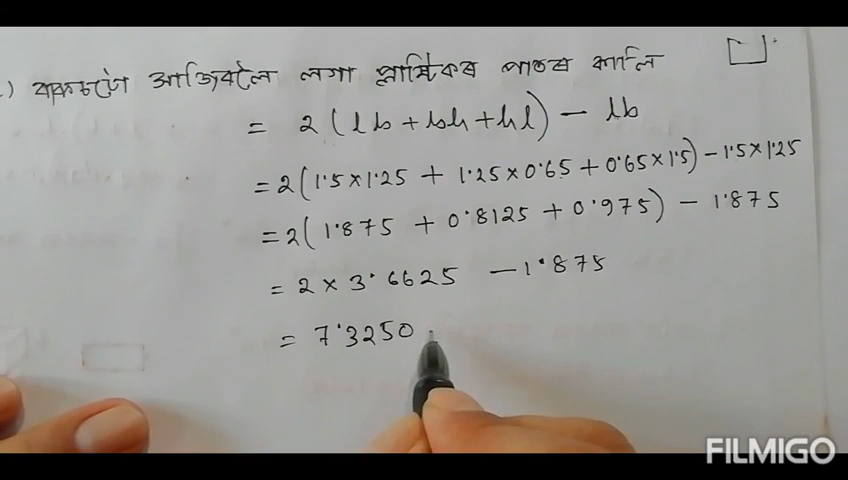 ) বাকচটো আজিবলৈ লগা প্লাষ্টিকৰ পাতৰ কালি
= 2 (lb + bh + hl) – lb
= 2 (1.5 × 1.25 + 1.25 × 0.65 + 0.65 × 1.5) – 1.5 × 1.25
= 2 (1.875 + 0.8125 + 0.975) – 1.875
= 2 × 3.6625 – 1.875
= 7.3250
FILMIGO